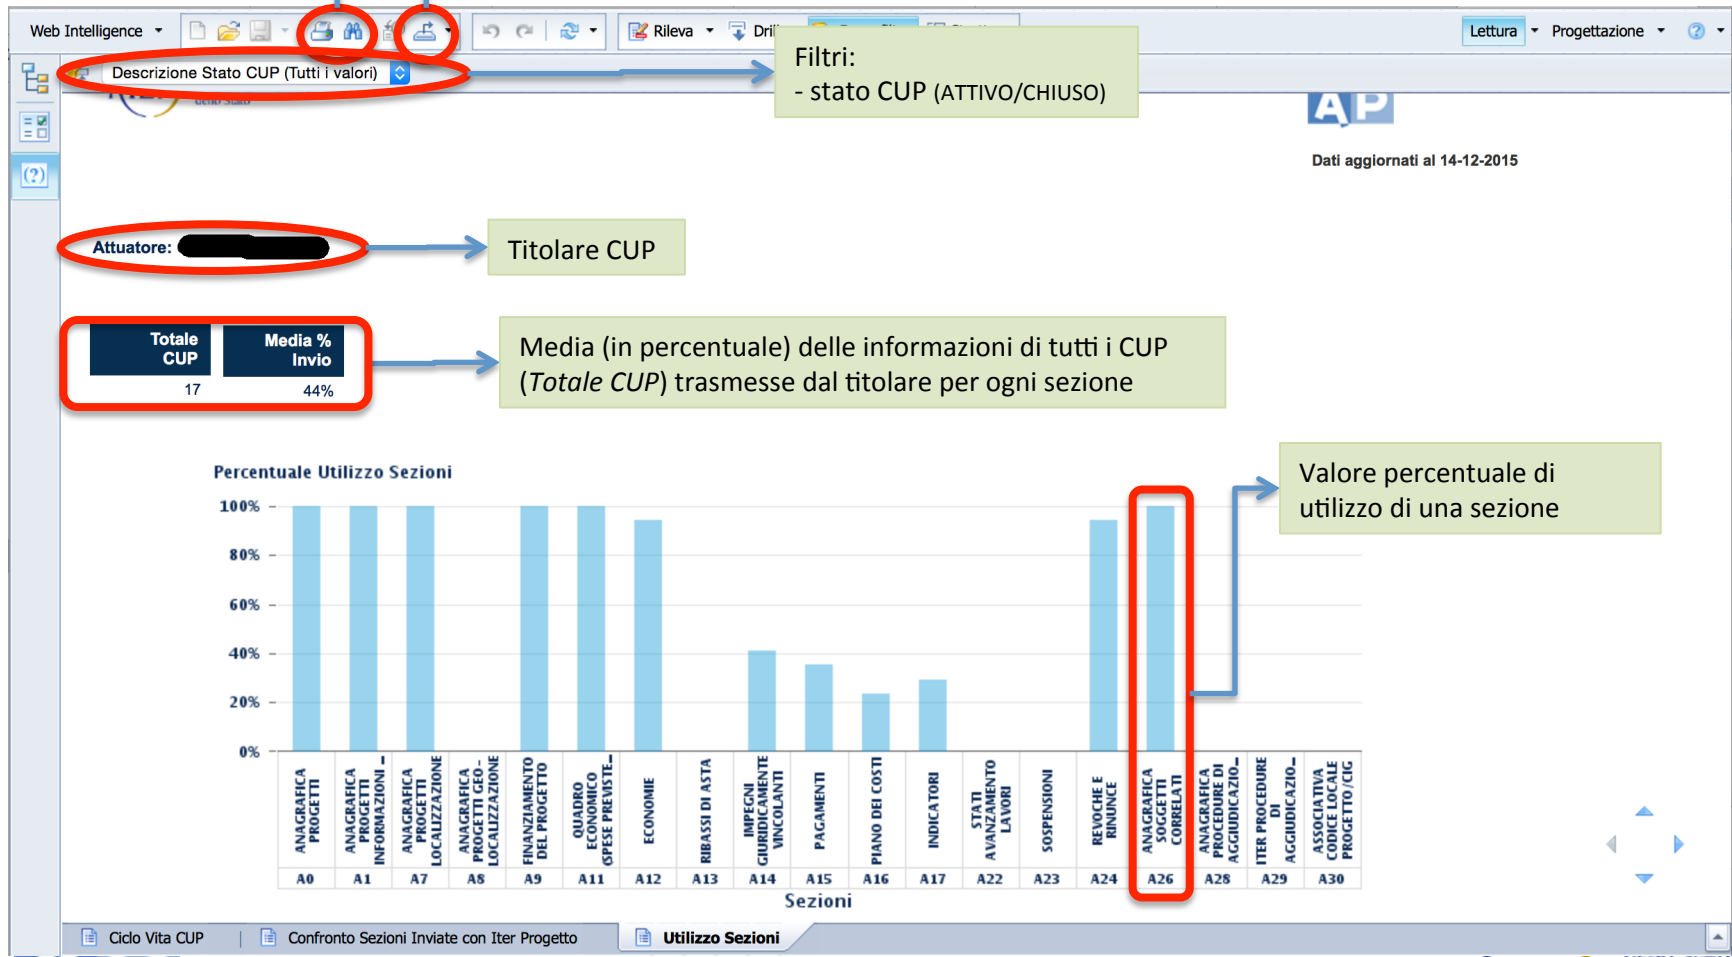 Web Intelligence
Rileva
Dril
Lettura
Progettazione
Descrizione Stato CUP (Tutti i valori)
Filtri:
- stato CUP (ATTIVO/CHIUSO)
dello Stato
AP
Dati aggiornati al 14-12-2015
Attuatore:
Titolare CUP
Totale CUP
Media % Invio
17
44%
Media (in percentuale) delle informazioni di tutti i CUP
(Totale CUP) trasmesse dal titolare per ogni sezione
Valore percentuale di
utilizzo di una sezione
Percentuale Utilizzo Sezioni
100%
80%
60%
40%
20%
0%
ANAGRAFICA PROGETTI
ANAGRAFICA PROGETTI INFORMAZIONI ...
ANAGRAFICA PROGETTI LOCALIZZAZIONE
ANAGRAFICA PROGETTI GEO-LOCALIZZAZIONE
FINANZIAMENTO DEL PROGETTO
QUADRO ECONOMICO (SPESE PREVISTE...
ECONOMIE
RIBASSI DI ASTA
IMPEGNI GIURIDICAMENTE VINCOLANTI
PAGAMENTI
PIANO DEI COSTI
INDICATORI
STATI AVANZAMENTO LAVORI
SOSPENSIONI
REVOCHE E RINUNCE
ANAGRAFICA SOGGETTI CORRELATI
ANAGRAFICA PROCEDURE DI AGGIUDICAZIO...
ITER PROCEDURE DI AGGIUDICAZIO...
ASSOCIATIVA CODICE LOCALE PROGETTO/CIG
A0 A1 A7 A8 A9 A11 A12 A13 A14 A15 A16 A17 A22 A23 A24 A26 A28 A29 A30
Sezioni
Ciclo Vita CUP
Confronto Sezioni Inviate con Iter Progetto
Utilizzo Sezioni